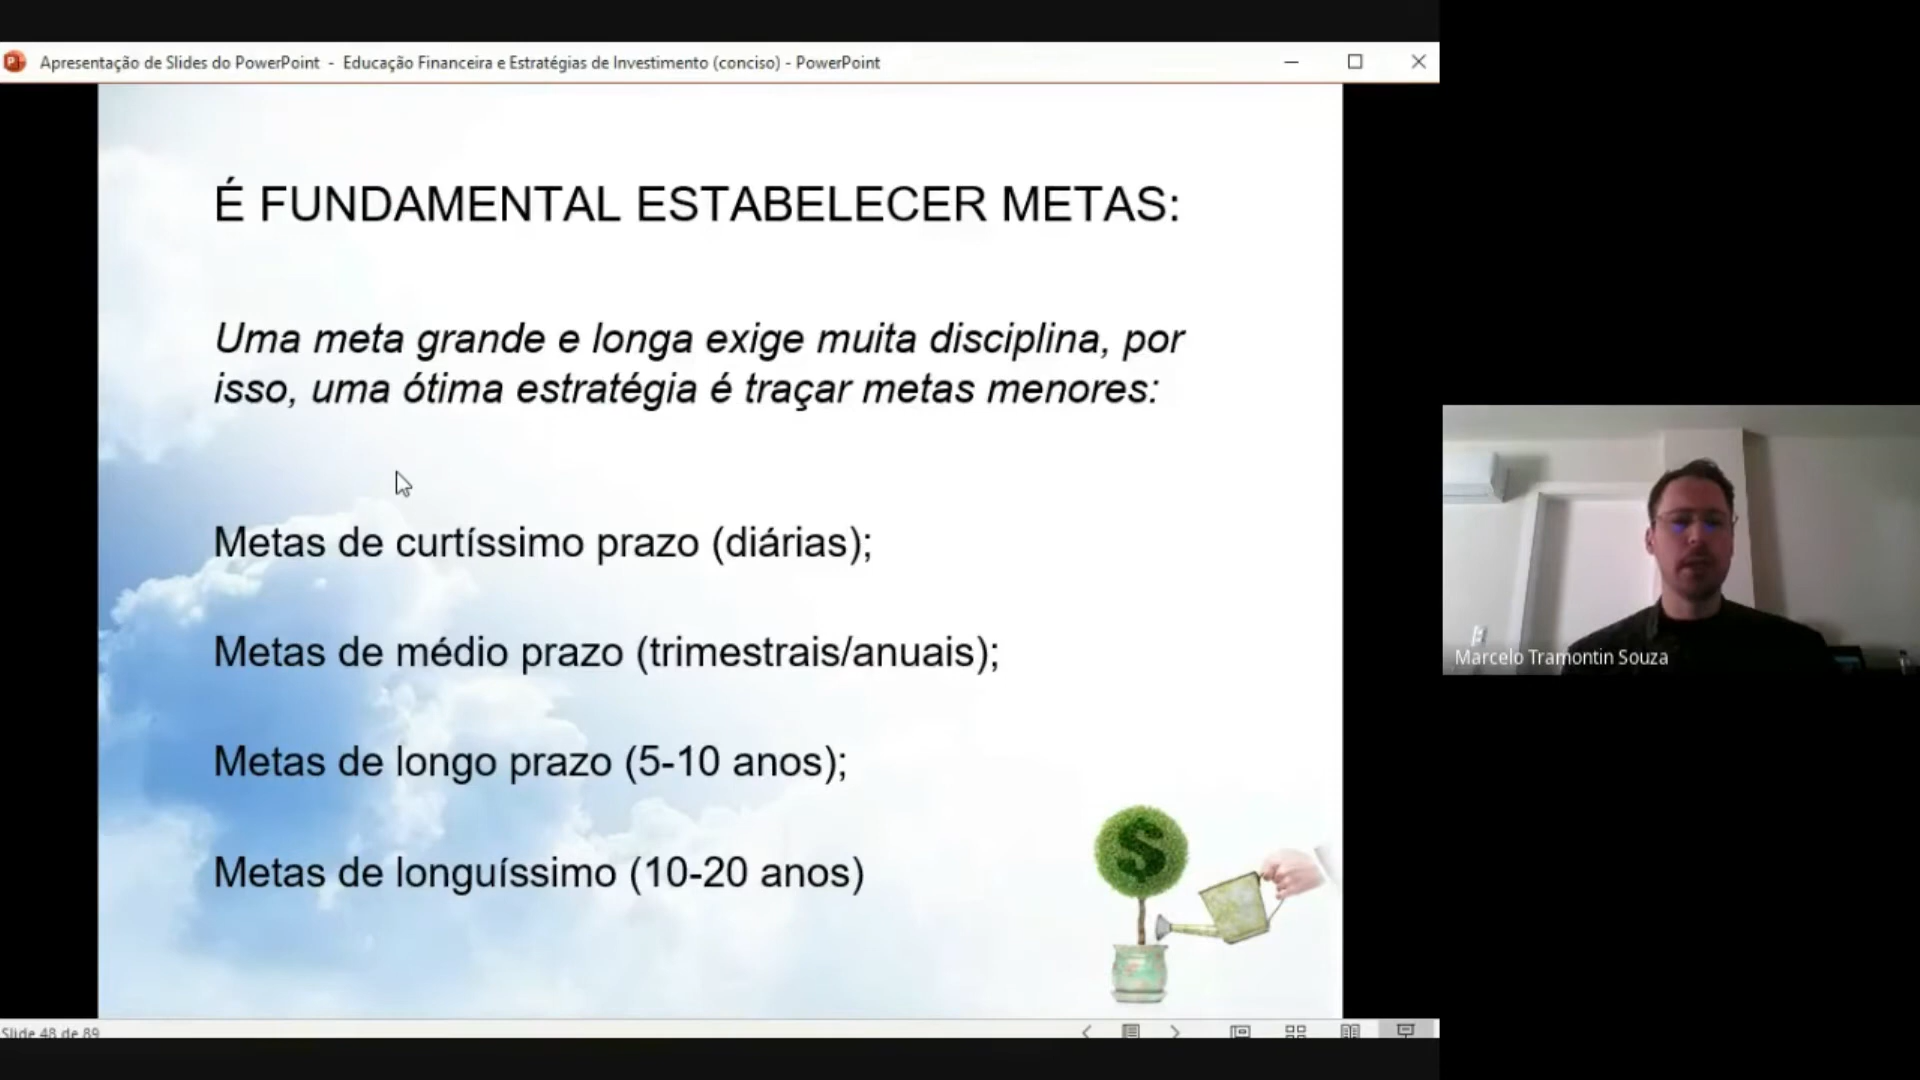 Apresentação de Slides do PowerPoint - Educação Financeira e Estratégias de Investimento (conciso) - PowerPoint
É FUNDAMENTAL ESTABELECER METAS:
Uma meta grande e longa exige muita disciplina, por
isso, uma ótima estratégia é traçar metas menores:
Metas de curtíssimo prazo (diárias);
Metas de médio prazo (trimestrais/anuais);
Metas de longo prazo (5-10 anos);
Metas de longuíssimo (10-20 anos)
$
Marcelo Tramontin Souza
Slide 48 de 89